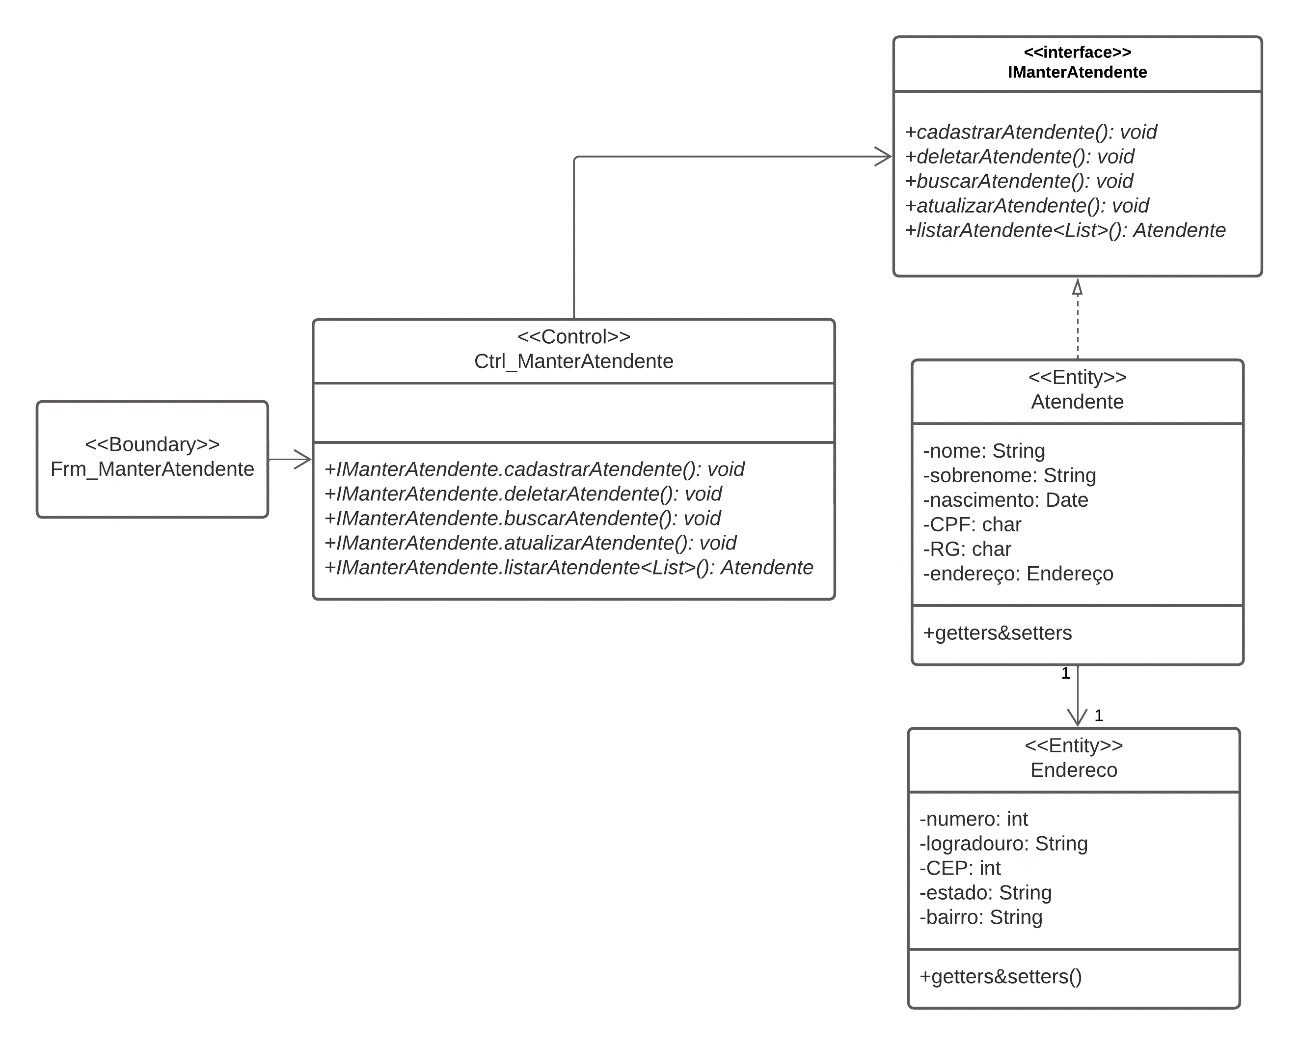 <<interface>>
IManterAtendente
+cadastrarAtendente(): void
+deletarAtendente(): void
+buscarAtendente(): void
+atualizarAtendente(): void
+listarAtendente<List>(): Atendente
<<Control>>
Ctrl_ManterAtendente
+IManterAtendente.cadastrarAtendente(): void
+IManterAtendente.deletarAtendente(): void
+IManterAtendente.buscarAtendente(): void
+IManterAtendente.atualizarAtendente(): void
+IManterAtendente.listarAtendente<List>(): Atendente
<<Boundary>>
Frm_ManterAtendente
<<Entity>>
Atendente
-nome: String
-sobrenome: String
-nascimento: Date
-CPF: char
-RG: char
-endereço: Endereço
+getters&setters
1
1
<<Entity>>
Endereco
-numero: int
-logradouro: String
-CEP: int
-estado: String
-bairro: String
+getters&setters()